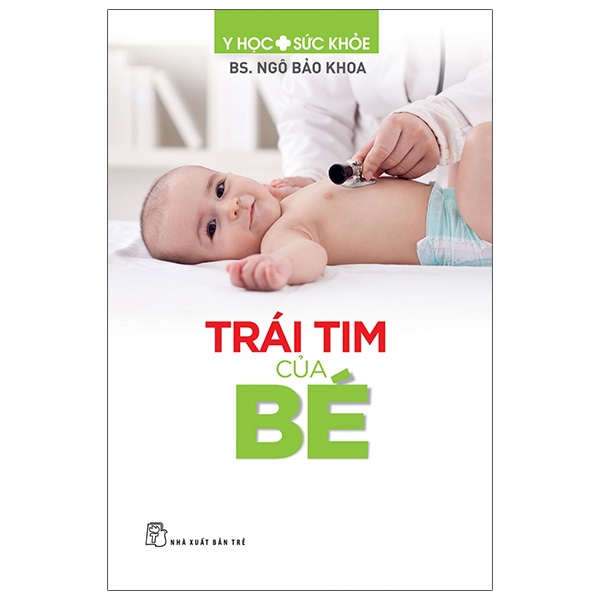 Y HỌC + SỨC KHỎE
BS. NGÔ BẢO KHOA
TRÁI TIM
CỦA
BÉ
NHÀ XUẤT BẢN TRẺ